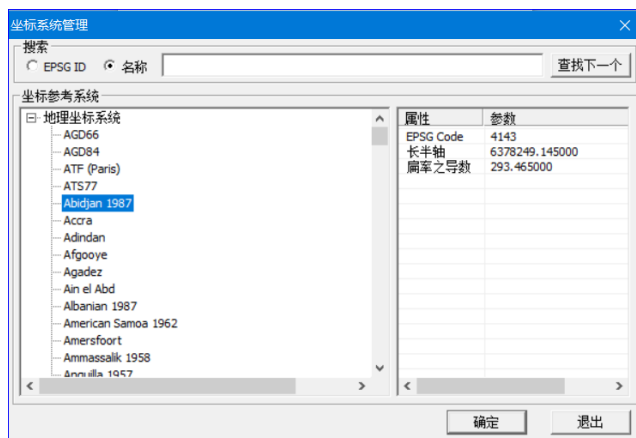 坐标系统管理
搜索
EPSG ID 名称 查找下一个
坐标参考系统
地理坐标系统
AGD66
AGD84
ATF (Paris)
ATS77
Abidjan 1987
Accra
Adindan
Afgooye
Agadez
Ain el Abd
Albanian 1987
American Samoa 1962
Amersfoort
Ammassalik 1958
Anguilla 1957
属性 参数
EPSG Code 4143
长半轴 6378249.145000
扁率之导数 293.465000
确定 退出